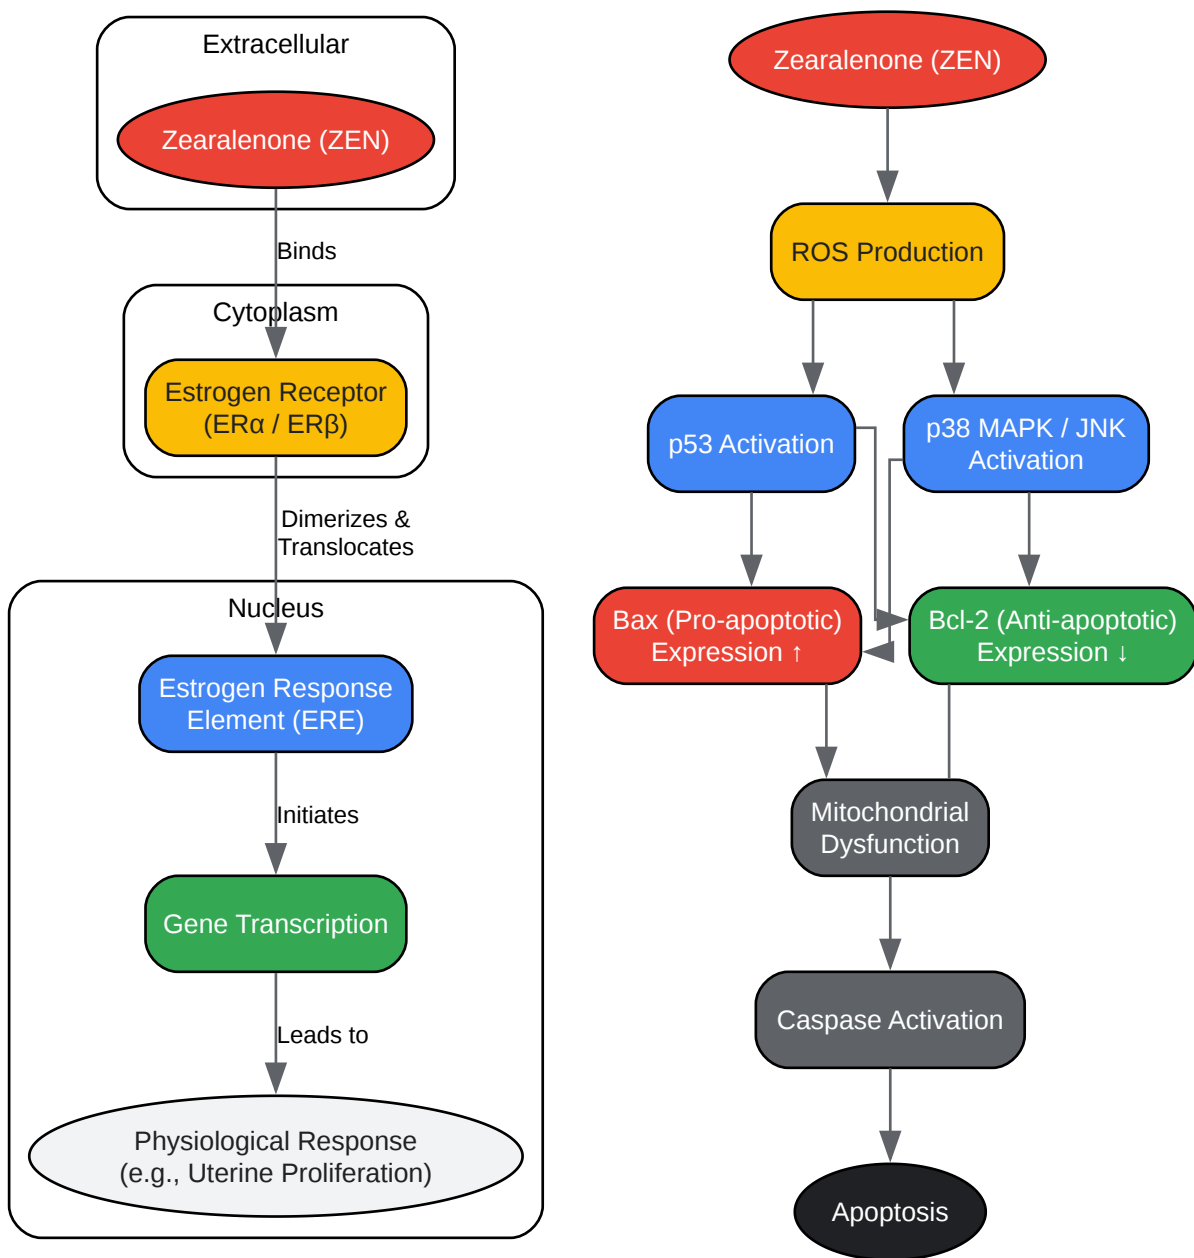 Extracellular
Zearalenone (ZEN)
Binds
Cytoplasm
Estrogen Receptor
(ERα / ERβ)
Dimerizes &
Translocates
Nucleus
Estrogen Response
Element (ERE)
Initiates
Gene Transcription
Leads to
Physiological Response
(e.g., Uterine Proliferation)
Zearalenone (ZEN)
ROS Production
p53 Activation
p38 MAPK / JNK
Activation
Bax (Pro-apoptotic)
Expression ↑
Bcl-2 (Anti-apoptotic)
Expression ↓
Mitochondrial
Dysfunction
Caspase Activation
Apoptosis